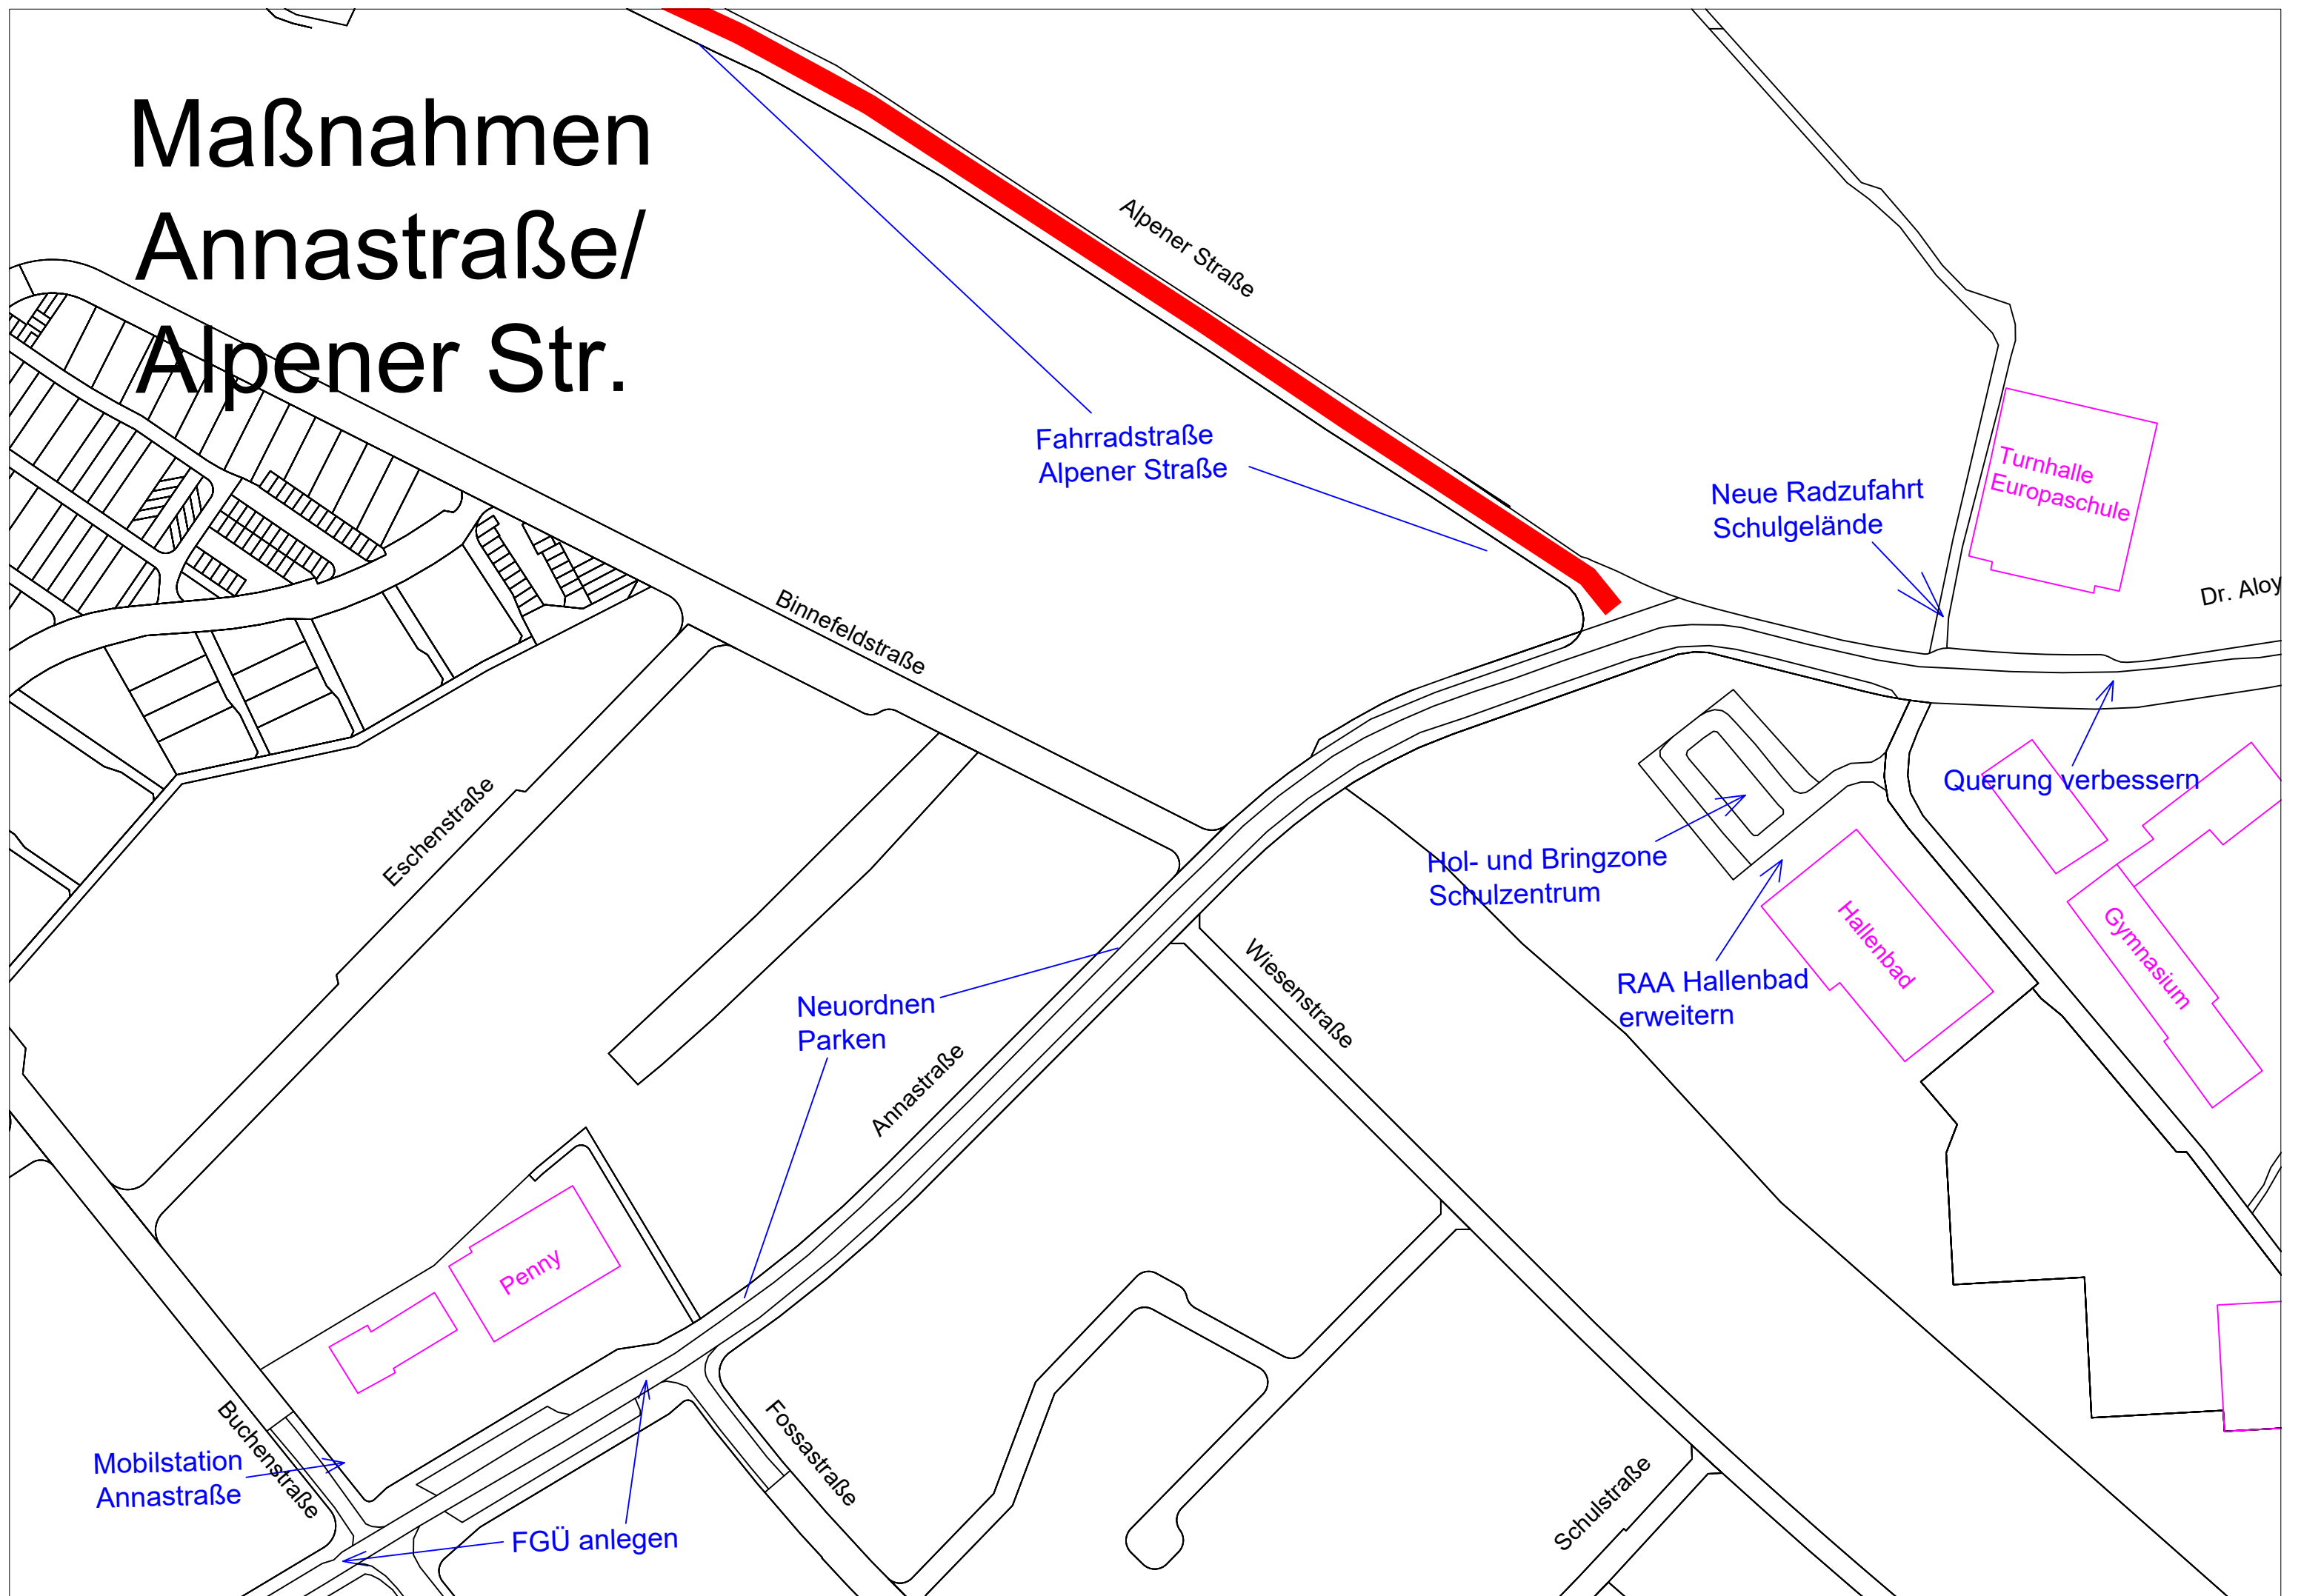 Maßnahmen
Annastraße/
Alpener Str.
Alpener Straße
Fahrradstraße
Alpener Straße
Neue Radzufahrt
Schulgelände
Turnhalle
Europaschule
Dr. Aloy
Binnefeldstraße
Querung verbessern
Eschenstraße
Hol- und Bringzone
Schulzentrum
Hallenbad
Gymnasium
RAA Hallenbad
erweitern
Wiesenstraße
Neuordnen
Parken
Annastraße
Penny
Buchenstraße
Fossastraße
Mobilstation
Annastraße
FGÜ anlegen
Schulstraße